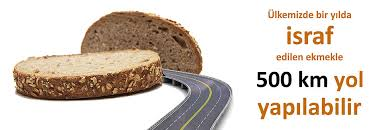 Ülkemizde bir yılda
israf
edilen ekmekle
500 km yol
yapılabilir